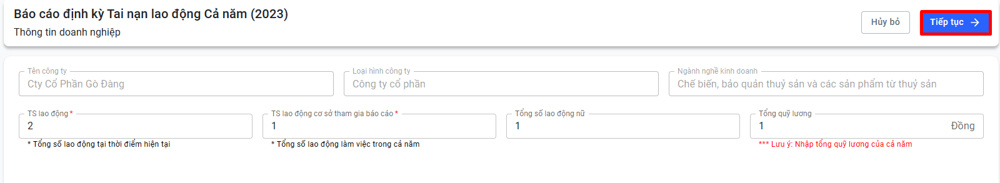 Báo cáo định kỳ Tai nạn lao động Cả năm (2023)
Thông tin doanh nghiệp
Hủy bỏ
Tiếp tục
Tên công ty
Cty Cổ Phần Gò Đàng
Loại hình công ty
Công ty cổ phần
Ngành nghề kinh doanh
Chế biến, bảo quản thuỷ sản và các sản phẩm từ thuỷ sản
TS lao động *
2
* Tổng số lao động tại thời điểm hiện tại
TS lao động cơ sở tham gia báo cáo *
1
* Tổng số lao động làm việc trong cả năm
Tổng số lao động nữ
1
Tổng quỹ lương
1 Đồng
*** Lưu ý: Nhập tổng quỹ lương của cả năm